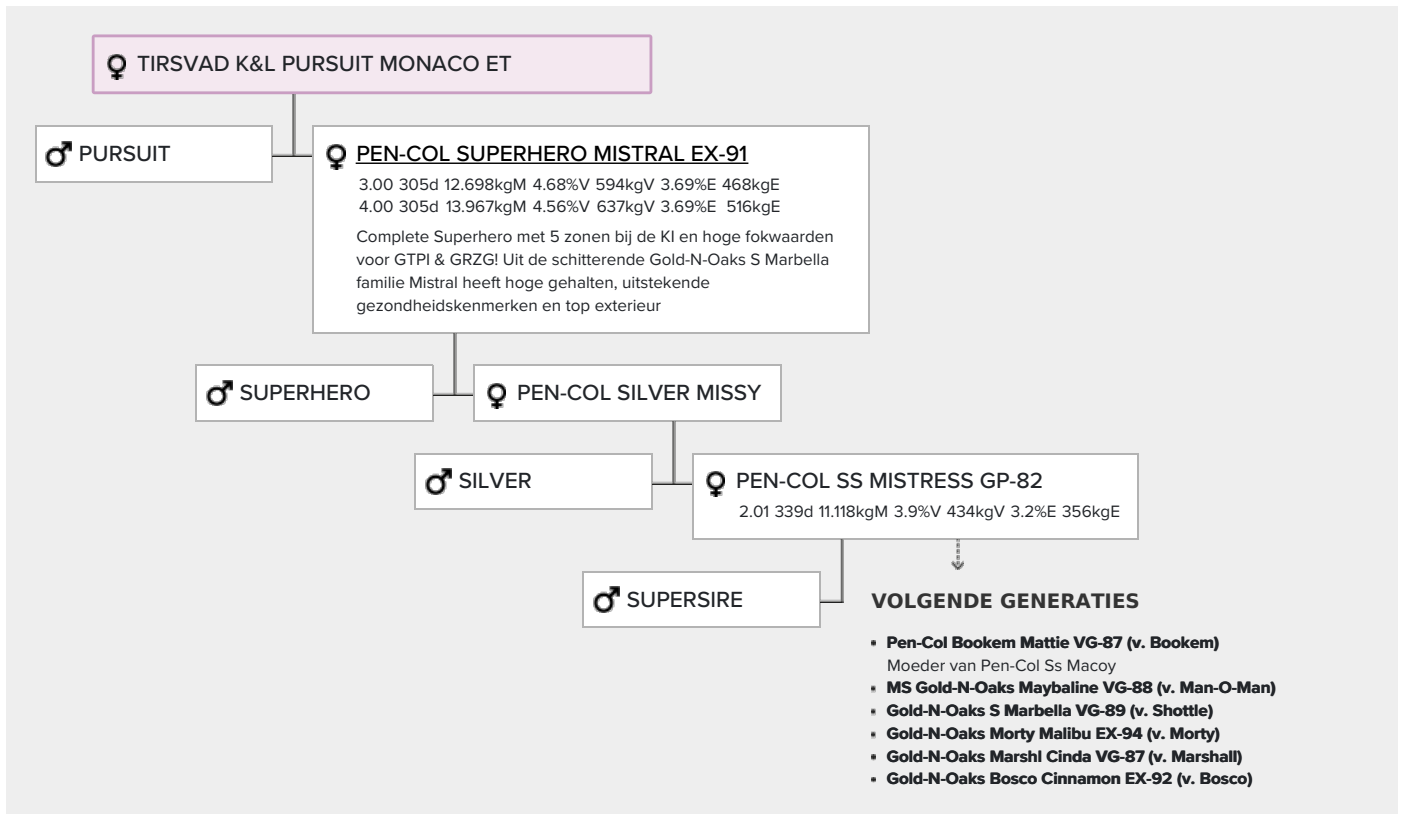 TIRSVAD K&L PURSUIT MONACO ET
PURSUIT
PEN-COL SUPERHERO MISTRAL EX-91
3.00 305d 12.698kgM 4.68%V 594kgV 3.69%E 468kgE
4.00 305d 13.967kgM 4.56%V 637kgV 3.69%E 516kgE
Complete Superhero met 5 zonen bij de KI en hoge fokwaarden
voor GTPI & GRZG! Uit de schitterende Gold-N-Oaks S Marbella
familie Mistral heeft hoge gehalten, uitstekende
gezondheidskenmerken en top exterieur
SUPERHERO
PEN-COL SILVER MISSY
SILVER
PEN-COL SS MISTRESS GP-82
2.01 339d 11.118kgM 3.9%V 434kgV 3.2%E 356kgE
SUPERSIRE
VOLGENDE GENERATIES
Pen-Col Bookem Mattie VG-87 (v. Bookem)
Moeder van Pen-Col Ss Macoy
MS Gold-N-Oaks Maybaline VG-88 (v. Man-O-Man)
Gold-N-Oaks S Marbella VG-89 (v. Shottle)
Gold-N-Oaks Morty Malibu EX-94 (v. Morty)
Gold-N-Oaks Marshl Cinda VG-87 (v. Marshall)
Gold-N-Oaks Bosco Cinnamon EX-92 (v. Bosco)